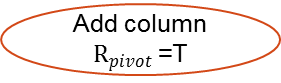 Add column
R_pivot =T